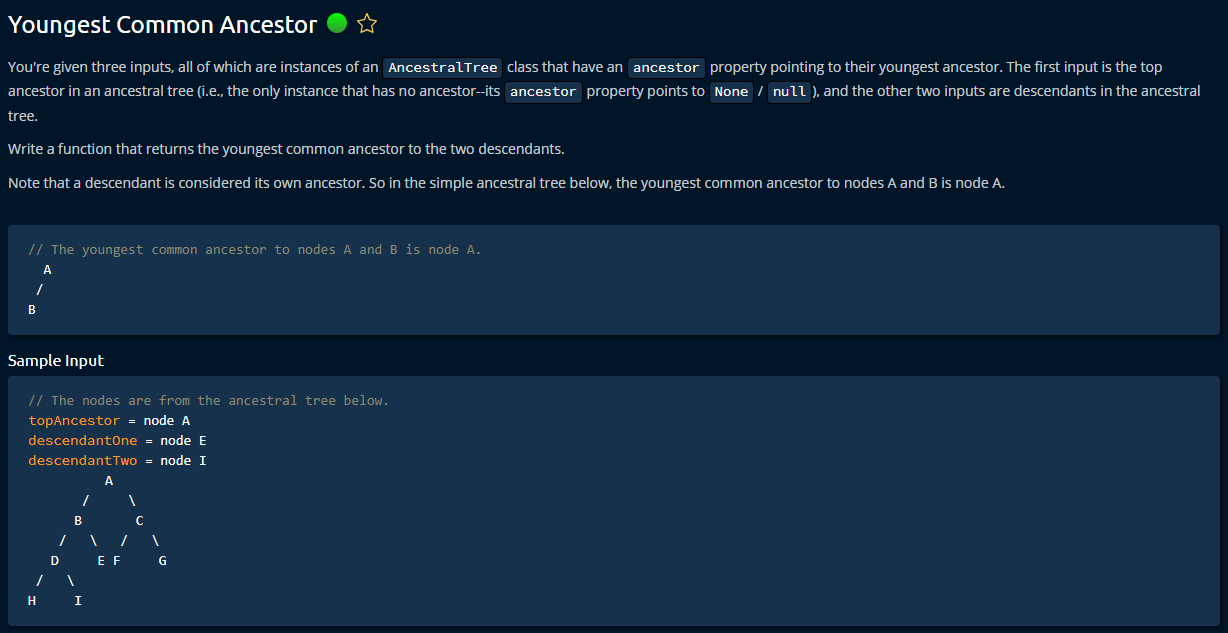 Youngest Common Ancestor
You're given three inputs, all of which are instances of an AncestralTree class that have an ancestor property pointing to their youngest ancestor. The first input is the top
ancestor in an ancestral tree (i.e., the only instance that has no ancestor--its ancestor property points to None / null), and the other two inputs are descendants in the ancestral
tree.
Write a function that returns the youngest common ancestor to the two descendants.
Note that a descendant is considered its own ancestor. So in the simple ancestral tree below, the youngest common ancestor to nodes A and B is node A.
// The youngest common ancestor to nodes A and B is node A.
  A
 /
B
Sample Input
// The nodes are from the ancestral tree below.
topAncestor = node A
descendantOne = node E
descendantTwo = node I
          A
       /     \
      B       C
    /   \   /   \
   D     E F     G
 /   \
H     I